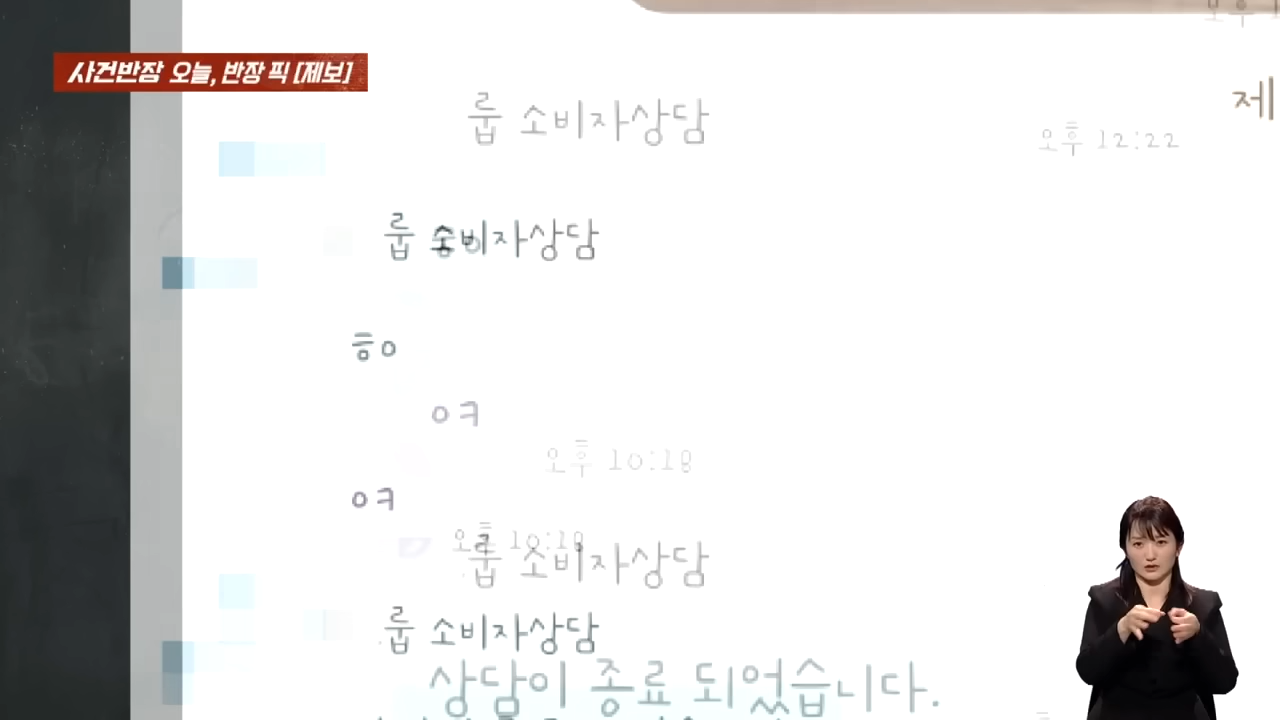 사건반장 오늘, 반장 픽 [제보]
룹 소비자상담
제
오후 12:22
룹 소비자상담
ㅎㅇ
ㅇㅋ
오후 10:18
ㅇㅋ
오후 10:18
룹 소비자상담
룹 소비자상담
상담이 종료 되었습니다.